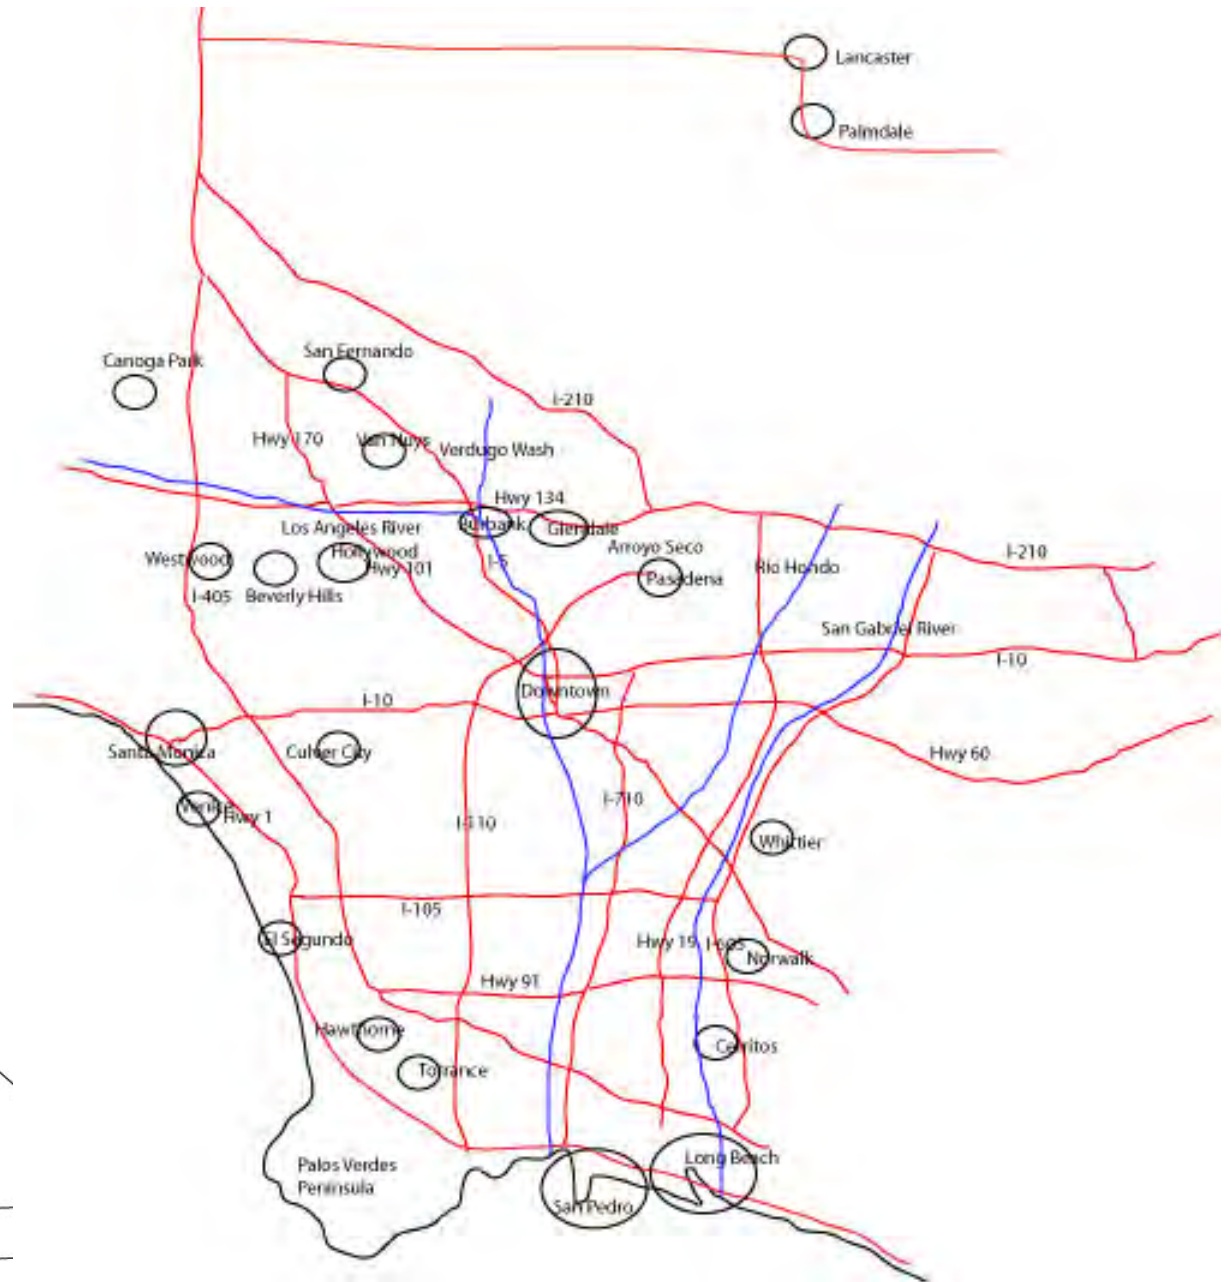 Lancaster
Palmdale
San Fernando
Canoga Park
I-210
Hwy 170
Van Nuys
Verdugo Wash
Hwy 134
Burbank
Glendale
Los Angeles River
Arroyo Seco
Hollywood
I-210
Westwood
I-5
Hwy 101
Rio Hondo
Pasadena
I-405
Beverly Hills
San Gabriel River
I-10
Downtown
I-10
Santa Monica
Culver City
Hwy 60
I-710
Venice
Hwy 1
I-110
Whittier
I-105
El Segundo
Hwy 19
I-605
Norwalk
Hwy 91
Hawthorne
Cerritos
Torrance
Long Beach
Palos Verdes
Peninsula
San Pedro